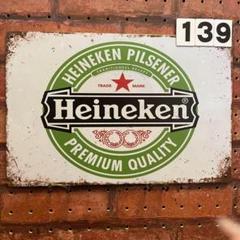 139
HEINEKEN PILSENER
TRADE MARK
Heineken
PREMIUM QUALITY